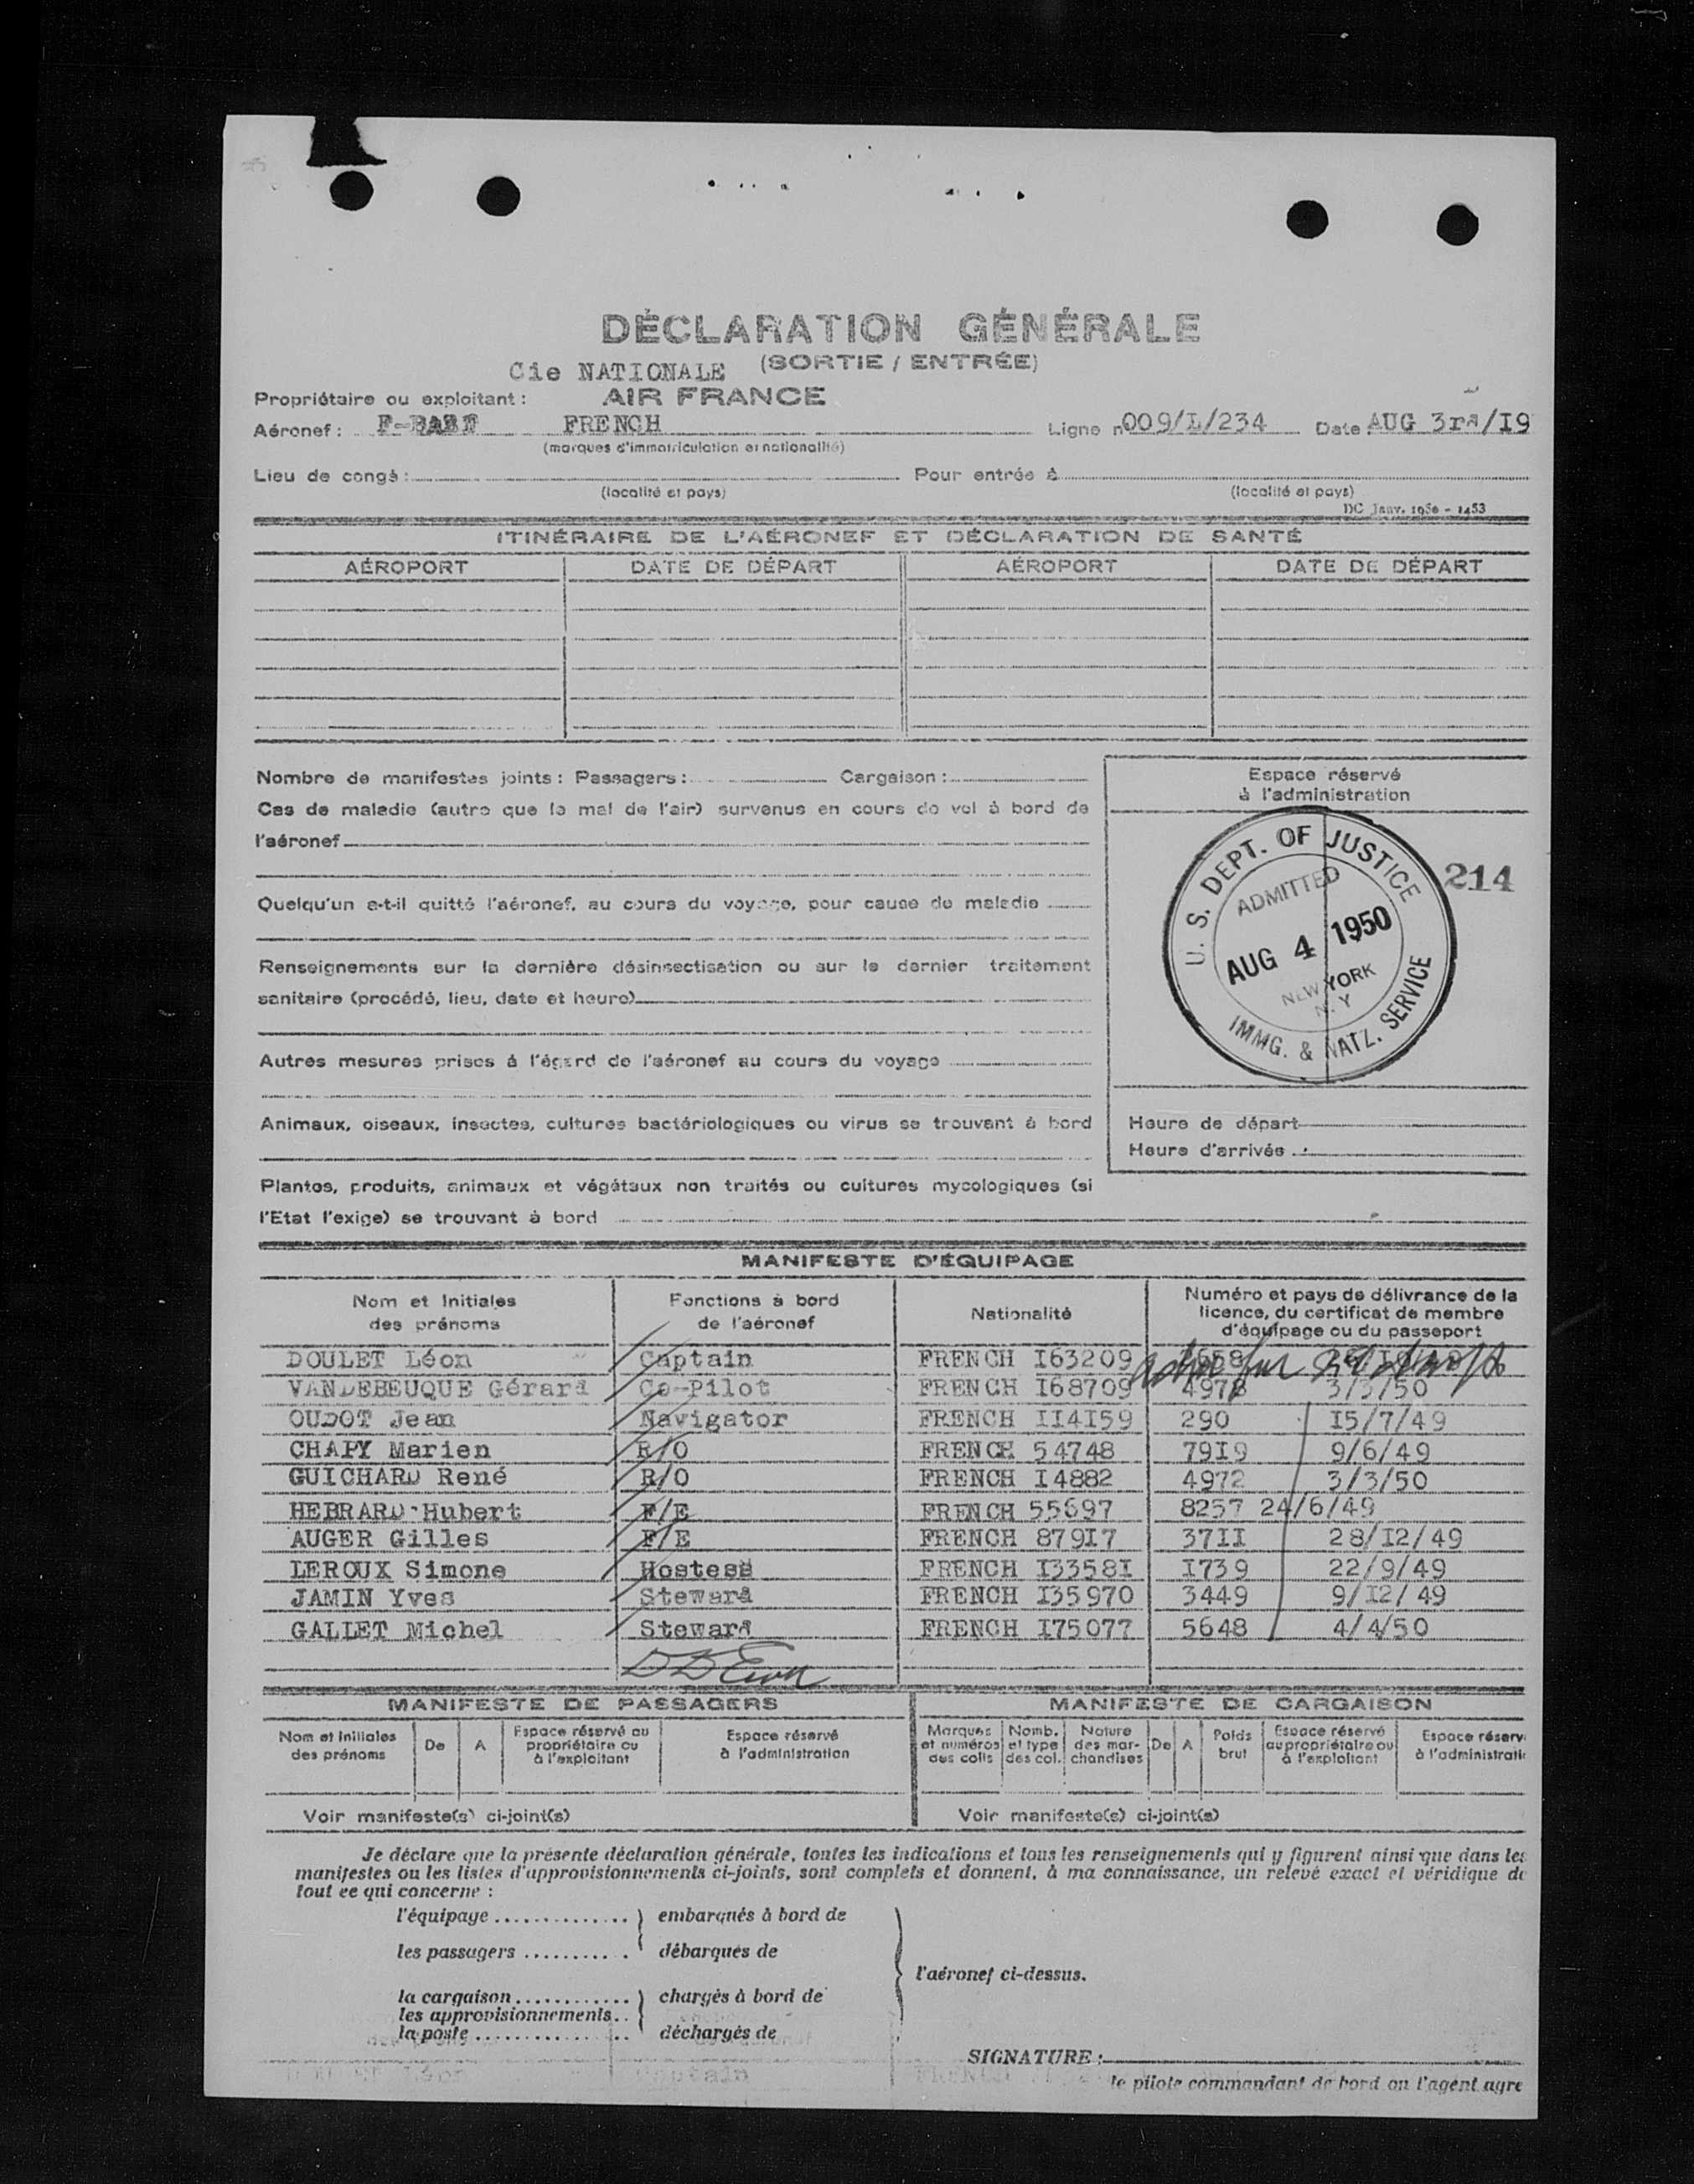 DÉCLARATION GÉNÉRALE
(SORTIE / ENTRÉE)
Cie NATIONALE
Propriétaire ou exploitant : AIR FRANCE
Aéronef : FRENCH Ligne n 009/L/234 Date AUG 3rd/19
(marques d'immatriculation et nationalité)
Lieu de congé : Pour entrée à
(localité et pays) (localité et pays)
DC Janv. 1950 - 1453
ITINÉRAIRE DE L'AÉRONEF ET DÉCLARATION DE SANTÉ
AÉROPORT DATE DE DÉPART AÉROPORT DATE DE DÉPART
Nombre de manifestes joints : Passagers : Cargaison :
Cas de maladie (autre que le mal de l'air) survenus en cours de vol à bord de
l'aéronef
Quelqu'un a-t-il quitté l'aéronef, au cours du voyage, pour cause de maladie
Renseignements sur la dernière désinsectisation ou sur le dernier traitement
sanitaire (procédé, lieu, date et heure)
Autres mesures prises à l'égard de l'aéronef au cours du voyage
Animaux, oiseaux, insectes, cultures bactériologiques ou virus se trouvant à bord
Plantes, produits, animaux et végétaux non traités ou cultures mycologiques (si
l'Etat l'exige) se trouvant à bord
Espace réservé
à l'administration
U. S. DEPT. OF JUSTICE
ADMITTED
AUG 4 1950
NEW YORK
N. Y
IMMG. & NATZ. SERVICE
214
Heure de départ
Heure d'arrivée
MANIFESTE D'ÉQUIPAGE
Nom et Initiales des prénoms Fonctions à bord de l'aéronef Nationalité Numéro et pays de délivrance de la licence, du certificat de membre d'équipage ou du passeport
DOULET Léon Captain FRENCH I63209
VANDEBEUQUE Gérard Co-Pilot FRENCH I68709 4978 3/3/50
OUDOT Jean Navigator FRENCH II4I59 290 I5/7/49
CHAPY Marien R/O FRENCH 54748 79I9 9/6/49
GUICHARD René R/O FRENCH I4882 4972 3/3/50
HEBRARD Hubert F/E FRENCH 55697 8257 24/6/49
AUGER Gilles F/E FRENCH 879I7 37II 28/I2/49
LEROUX Simone Hostess FRENCH I3358I I739 22/9/49
JAMIN Yves Steward FRENCH I35970 3449 9/I2/49
GALLET Michel Steward FRENCH I75077 5648 4/4/50
MANIFESTE DE PASSAGERS MANIFESTE DE CARGAISON
Nom et Initiales des prénoms De A Espace réservé au propriétaire ou à l'exploitant Espace réservé à l'administration Marques et numéros des colis Nomb. et type des col. Nature des marchandises De A Poids brut Espace réservé au propriétaire ou à l'exploitant Espace réserv à l'administrati
Voir manifeste(s) ci-joint(s) Voir manifeste(s) ci-joint(s)
Je déclare que la présente déclaration générale, toutes les indications et tous les renseignements qui y figurent ainsi que dans les
manifestes ou les listes d'approvisionnements ci-joints, sont complets et donnent, à ma connaissance, un relevé exact et véridique de
tout ce qui concerne :
l'équipage .............. embarqués à bord de
les passagers ........... débarqués de
l'aéronef ci-dessus.
la cargaison ............ chargés à bord de
les approvisionnements..
la poste ................ déchargés de
SIGNATURE :
le pilote commandant de bord ou l'agent agré